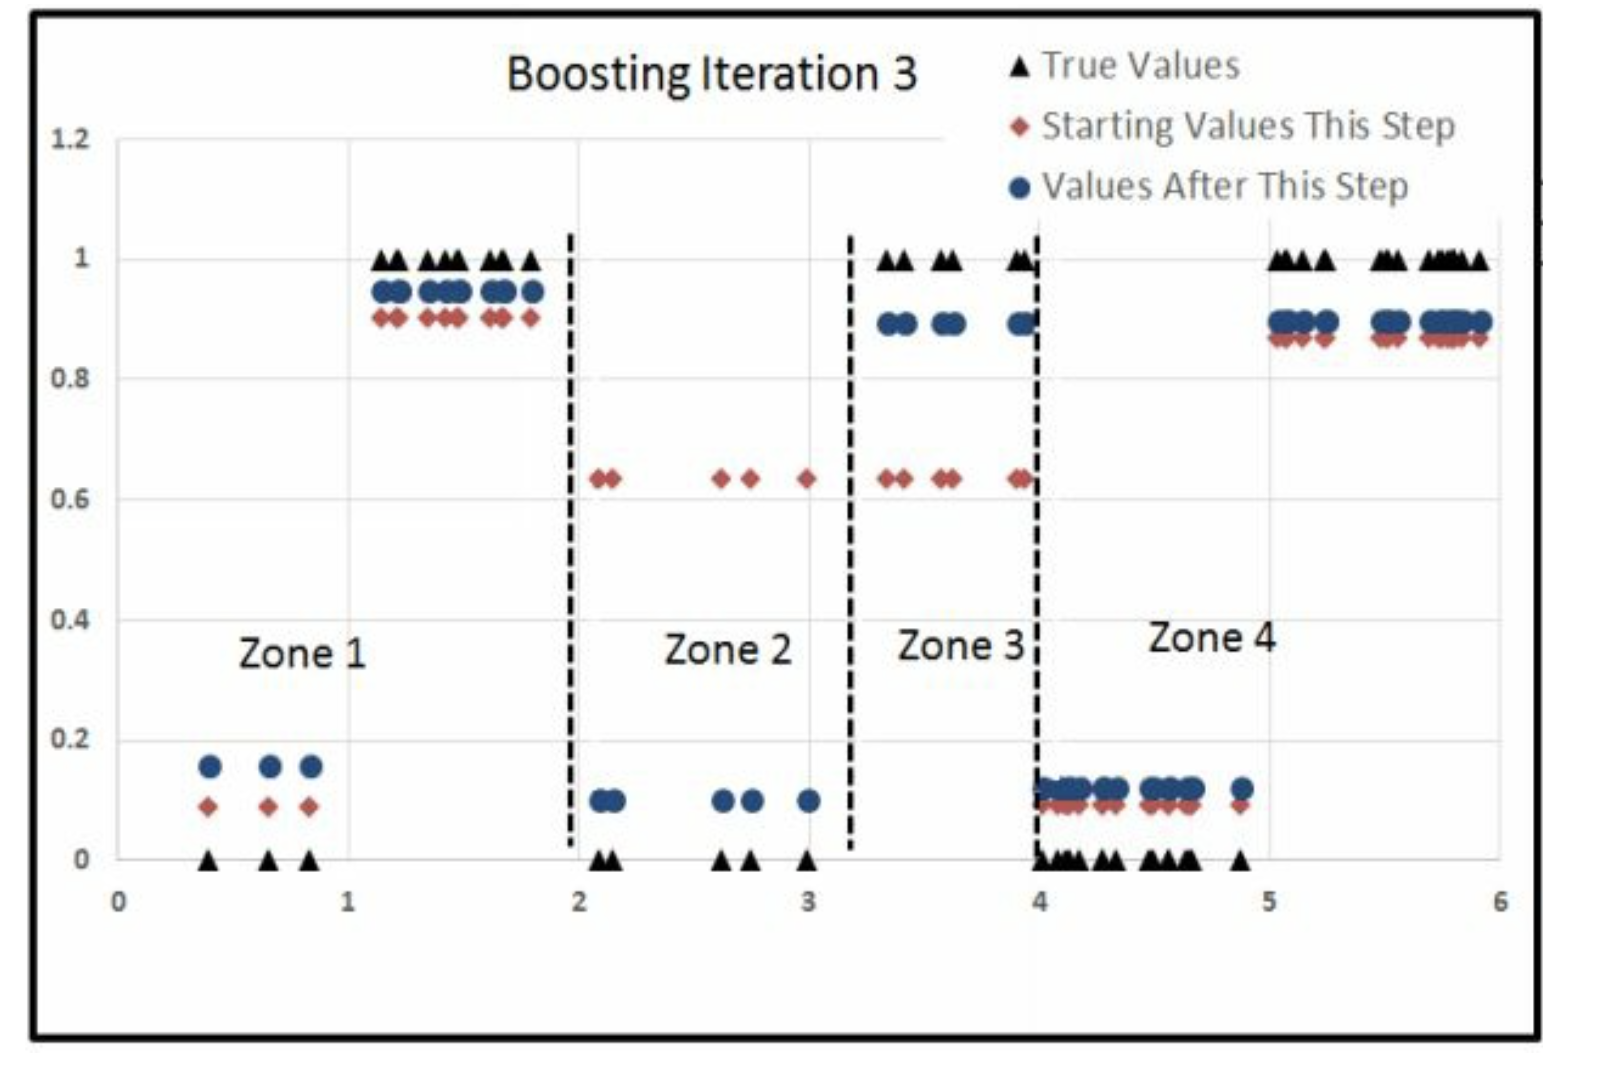 Boosting Iteration 3
True Values
Starting Values This Step
Values After This Step
1.2
1
0.8
0.6
0.4
0.2
0
Zone 1
Zone 2
Zone 3
Zone 4
0 1 2 3 4 5 6